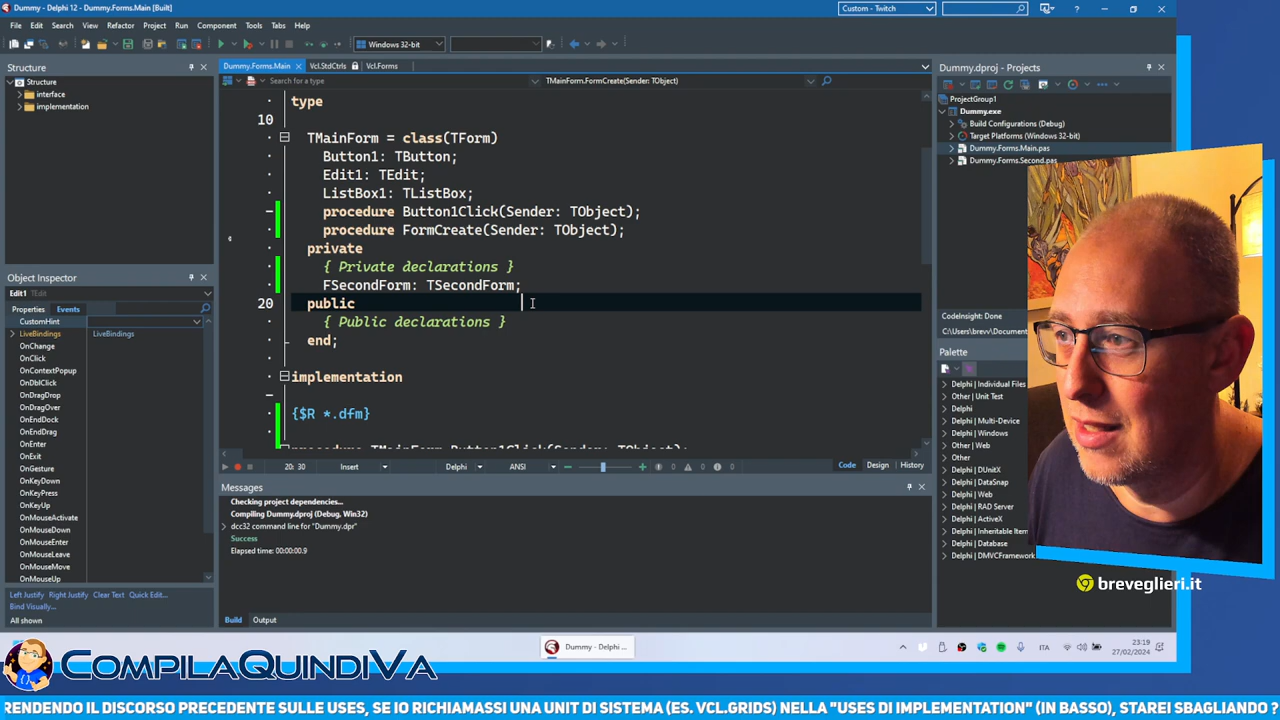 Dummy - Delphi 12 - Dummy.Forms.Main [Built]
Custom - Twitch
File Edit Search View Refactor Project Run Component Tools Tabs Help
Windows 32-bit
Structure
Structure
interface
implementation
Dummy.Forms.Main
Vcl.StdCtrls
Vcl.Forms
Search for a type
TMainForm.FormCreate(Sender: TObject)
type
10
TMainForm = class(TForm)
Button1: TButton;
Edit1: TEdit;
ListBox1: TListBox;
procedure Button1Click(Sender: TObject);
procedure FormCreate(Sender: TObject);
private
{ Private declarations }
FSecondForm: TSecondForm;
20 public
{ Public declarations }
end;
implementation
{$R *.dfm}
procedure TMainForm.Button1Click(Sender: TObject);
20: 30 Insert Delphi ANSI 0 0 0 Code Design History
Object Inspector
Edit1 TEdit
Properties Events
CustomHint
LiveBindings LiveBindings
OnChange
OnClick
OnContextPopup
OnDblClick
OnDragDrop
OnDragOver
OnEndDock
OnEndDrag
OnEnter
OnExit
OnGesture
OnKeyDown
OnKeyPress
OnKeyUp
OnMouseActivate
OnMouseDown
OnMouseEnter
OnMouseLeave
OnMouseMove
OnMouseUp
Left Justify Right Justify Clear Text Quick Edit...
Bind Visually...
All shown
Messages
Checking project dependencies...
Compiling Dummy.dproj (Debug, Win32)
dcc32 command line for "Dummy.dpr"
Success
Elapsed time: 00:00:00.9
Build Output
Dummy.dproj - Projects
ProjectGroup1
Dummy.exe
Build Configurations (Debug)
Target Platforms (Windows 32-bit)
Dummy.Forms.Main.pas
Dummy.Forms.Second.pas
CodeInsight: Done
C:\Users\brevv\Document
Palette
Delphi | Individual Files
Other | Unit Test
Delphi
Delphi | Multi-Device
Delphi | Windows
Other | Web
Other
Delphi | DUnitX
Delphi | DataSnap
Delphi | Web
Delphi | RAD Server
Delphi | ActiveX
Delphi | Inheritable Item
Delphi | Database
Delphi | DMVCFramework
breveglieri.it
Dummy - Delphi ...
ITA
23:19
27/02/2024
COMPILAQUINDIVA
RENDENDO IL DISCORSO PRECEDENTE SULLE USES, SE IO RICHIAMASSI UNA UNIT DI SISTEMA (ES. VCL.GRIDS) NELLA "USES DI IMPLEMENTATION" (IN BASSO), STAREI SBAGLIANDO ?